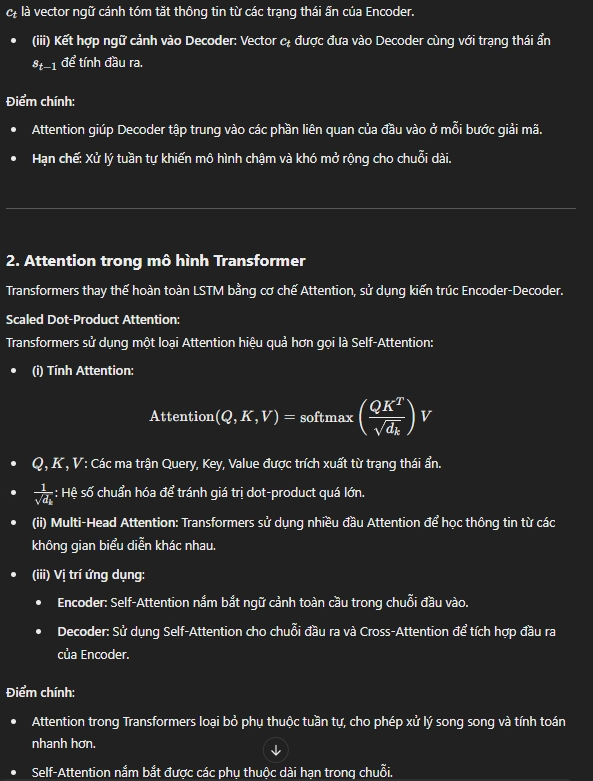 c_t là vector ngữ cảnh tóm tắt thông tin từ các trạng thái ẩn của Encoder.
• (iii) Kết hợp ngữ cảnh vào Decoder: Vector c_t được đưa vào Decoder cùng với trạng thái ẩn
s_{t−1} để tính đầu ra.
Điểm chính:
• Attention giúp Decoder tập trung vào các phần liên quan của đầu vào ở mỗi bước giải mã.
• Hạn chế: Xử lý tuần tự khiến mô hình chậm và khó mở rộng cho chuỗi dài.
2. Attention trong mô hình Transformer
Transformers thay thế hoàn toàn LSTM bằng cơ chế Attention, sử dụng kiến trúc Encoder-Decoder.
Scaled Dot-Product Attention:
Transformers sử dụng một loại Attention hiệu quả hơn gọi là Self-Attention:
• (i) Tính Attention:
Attention(Q, K, V) = softmax(QK^T / √d_k) V
• Q, K, V: Các ma trận Query, Key, Value được trích xuất từ trạng thái ẩn.
• 1/√d_k: Hệ số chuẩn hóa để tránh giá trị dot-product quá lớn.
• (ii) Multi-Head Attention: Transformers sử dụng nhiều đầu Attention để học thông tin từ các
không gian biểu diễn khác nhau.
• (iii) Vị trí ứng dụng:
• Encoder: Self-Attention nắm bắt ngữ cảnh toàn cầu trong chuỗi đầu vào.
• Decoder: Sử dụng Self-Attention cho chuỗi đầu ra và Cross-Attention để tích hợp đầu ra
của Encoder.
Điểm chính:
• Attention trong Transformers loại bỏ phụ thuộc tuần tự, cho phép xử lý song song và tính toán
nhanh hơn.
• Self-Attention nắm bắt được các phụ thuộc dài hạn trong chuỗi.